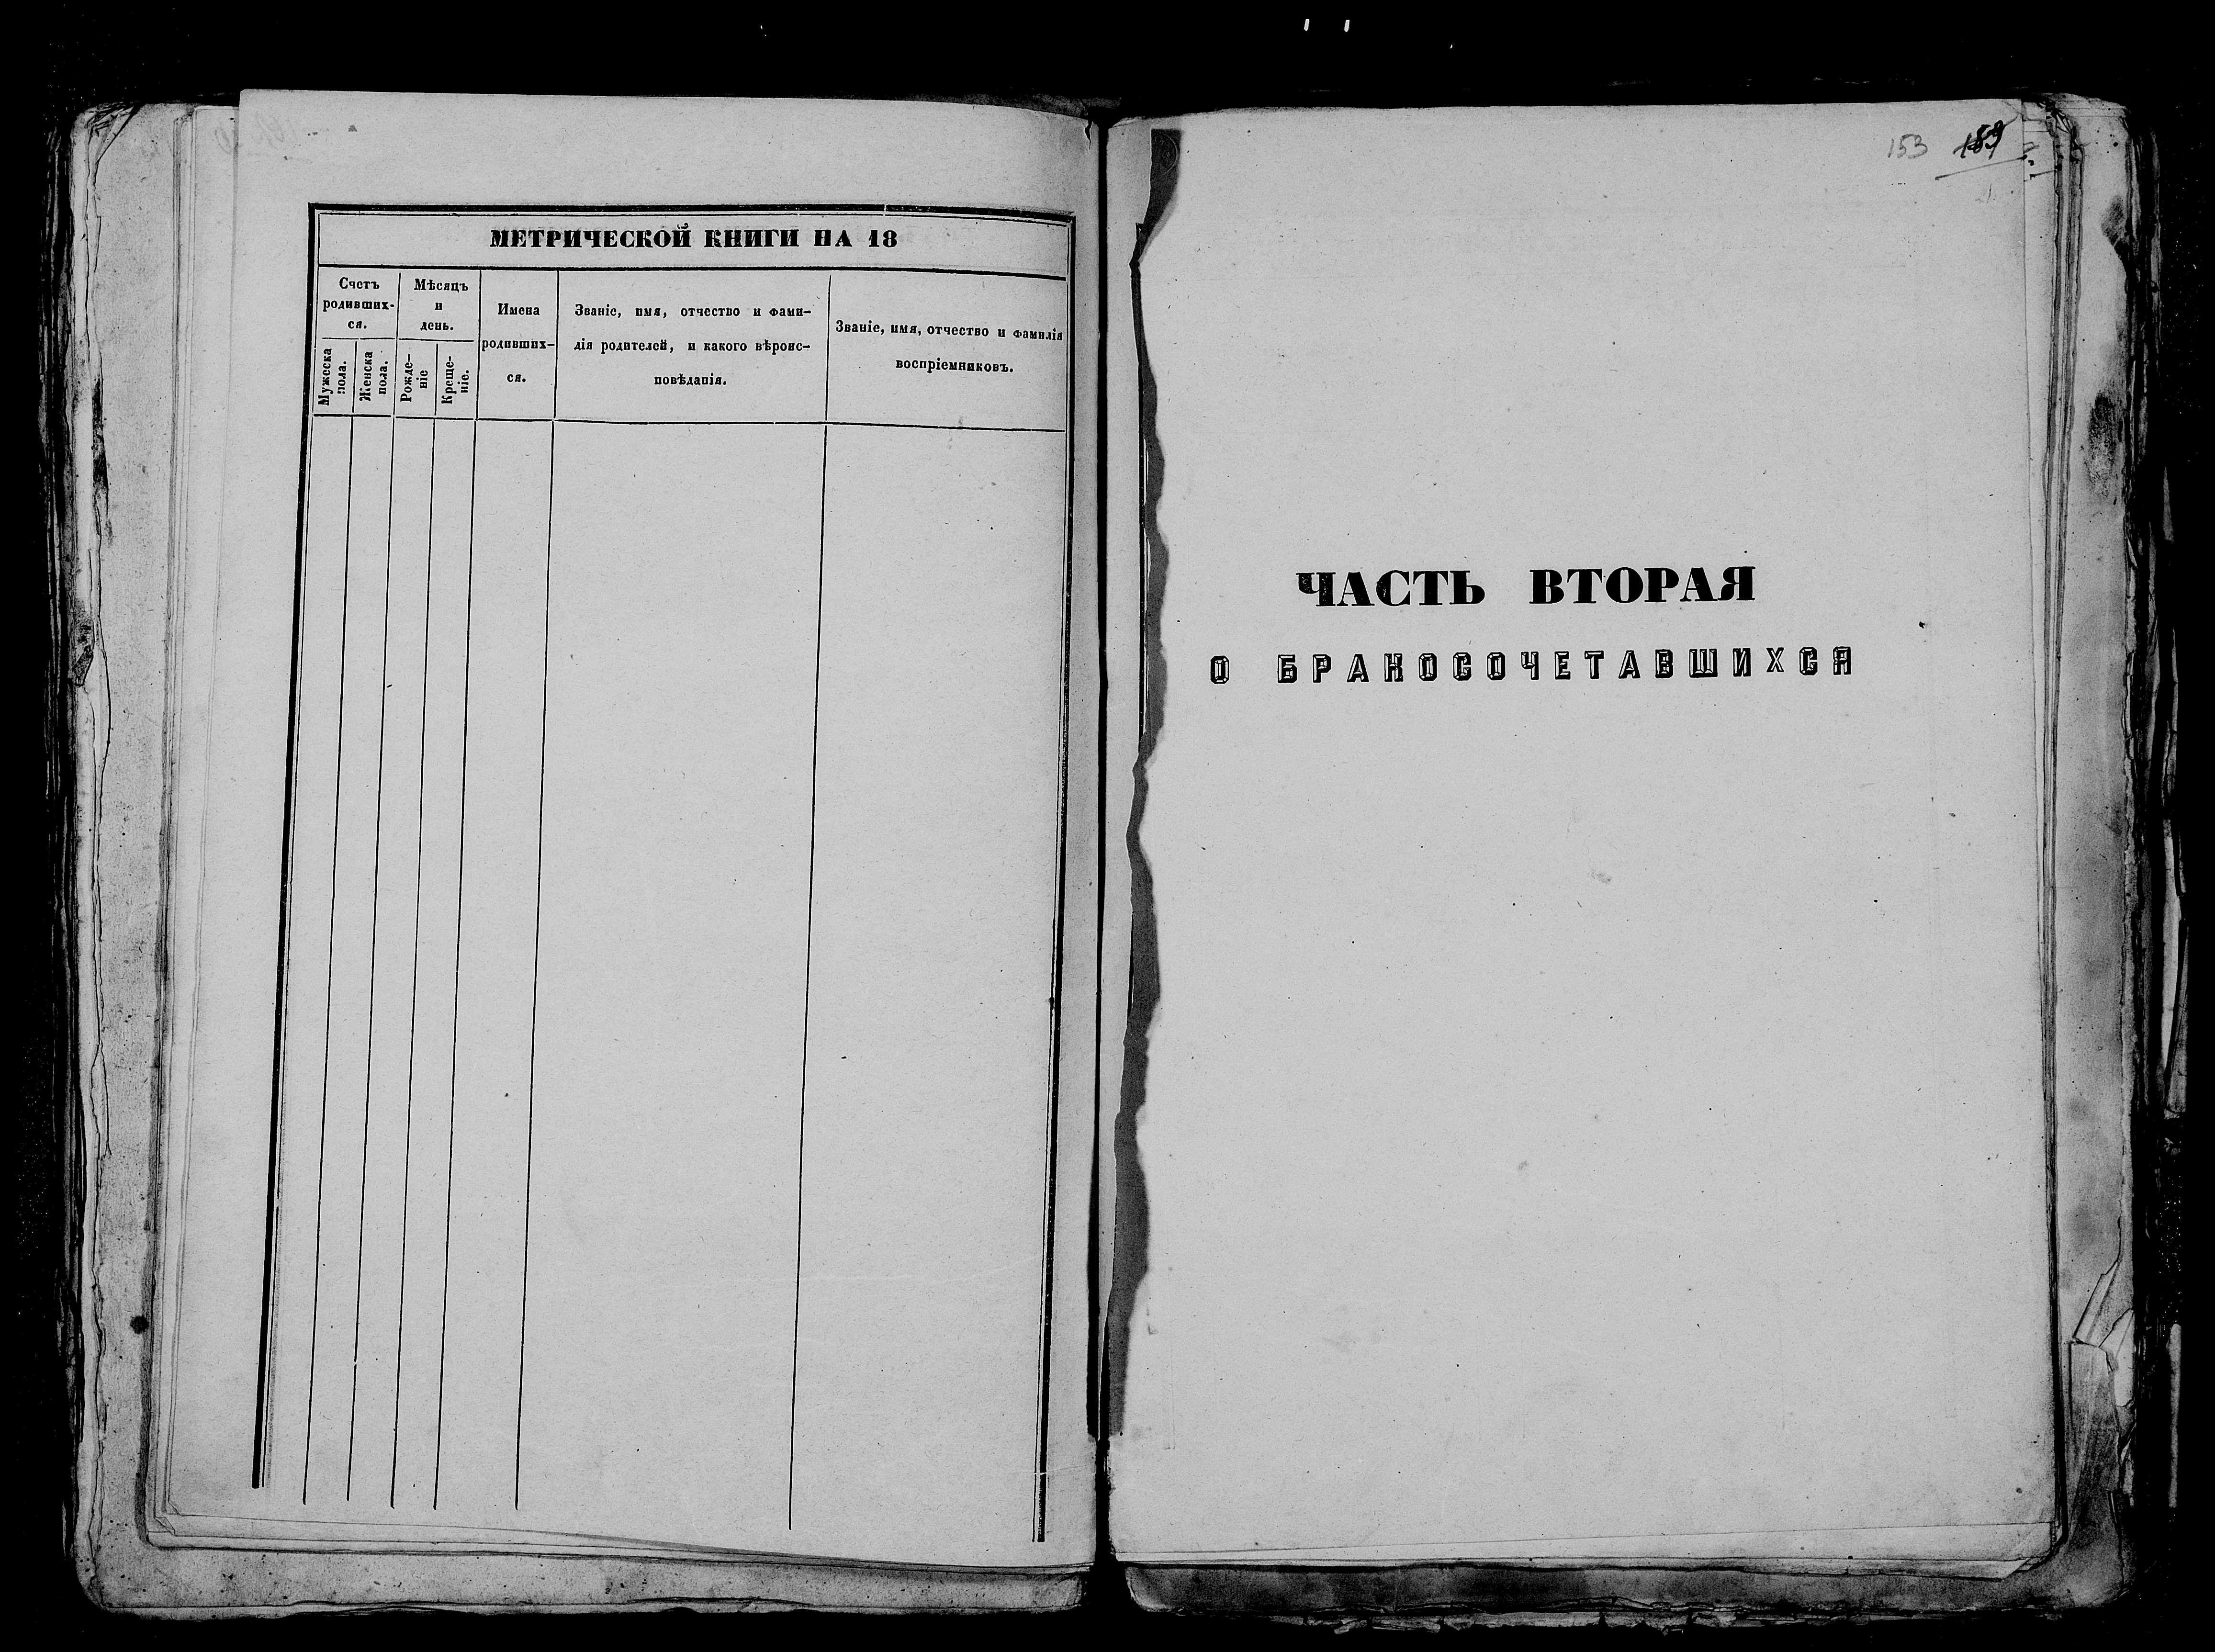 МЕТРИЧЕСКОЙ КНИГИ НА 18
Счетъ
родивших-
ся.
Мужеска
пола.
Женска
пола.
Мѣсяцъ
и
день.
Рожде-
ніе
Креще-
ніе.
Имена
родивших-
ся.
Званіе, имя, отчество и фами-
лія родителей, и какого вѣроис-
повѣданія.
Званіе, имя, отчество и фамилія
воспріемниковъ.
153
ЧАСТЬ ВТОРАЯ
О БРАКОСОЧЕТАВШИХСЯ